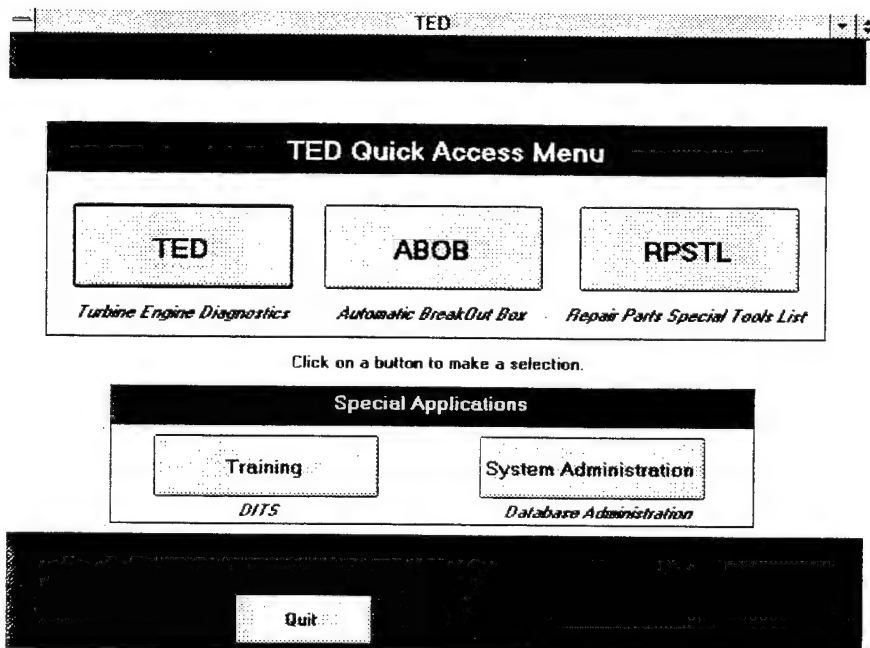 TED
TED Quick Access Menu
TED ABOB RPSTL
Turbine Engine Diagnostics Automatic BreakOut Box Repair Parts Special Tools List
Click on a button to make a selection.
Special Applications
Training System Administration
DITS Database Administration
Quit